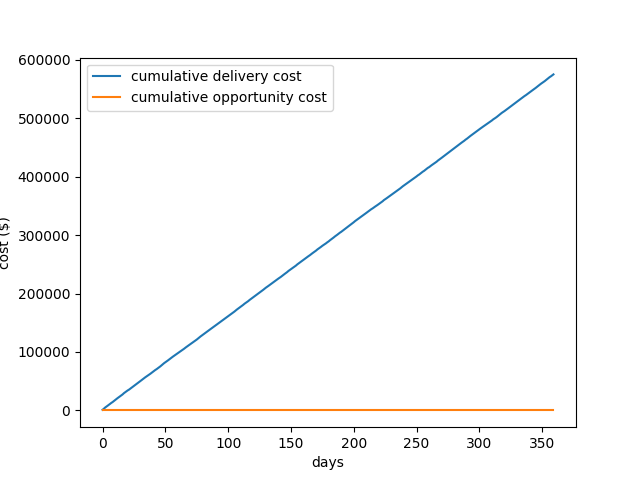 cumulative delivery cost
cumulative opportunity cost
600000
500000
400000
300000
200000
100000
0
cost ($)
0 50 100 150 200 250 300 350
days